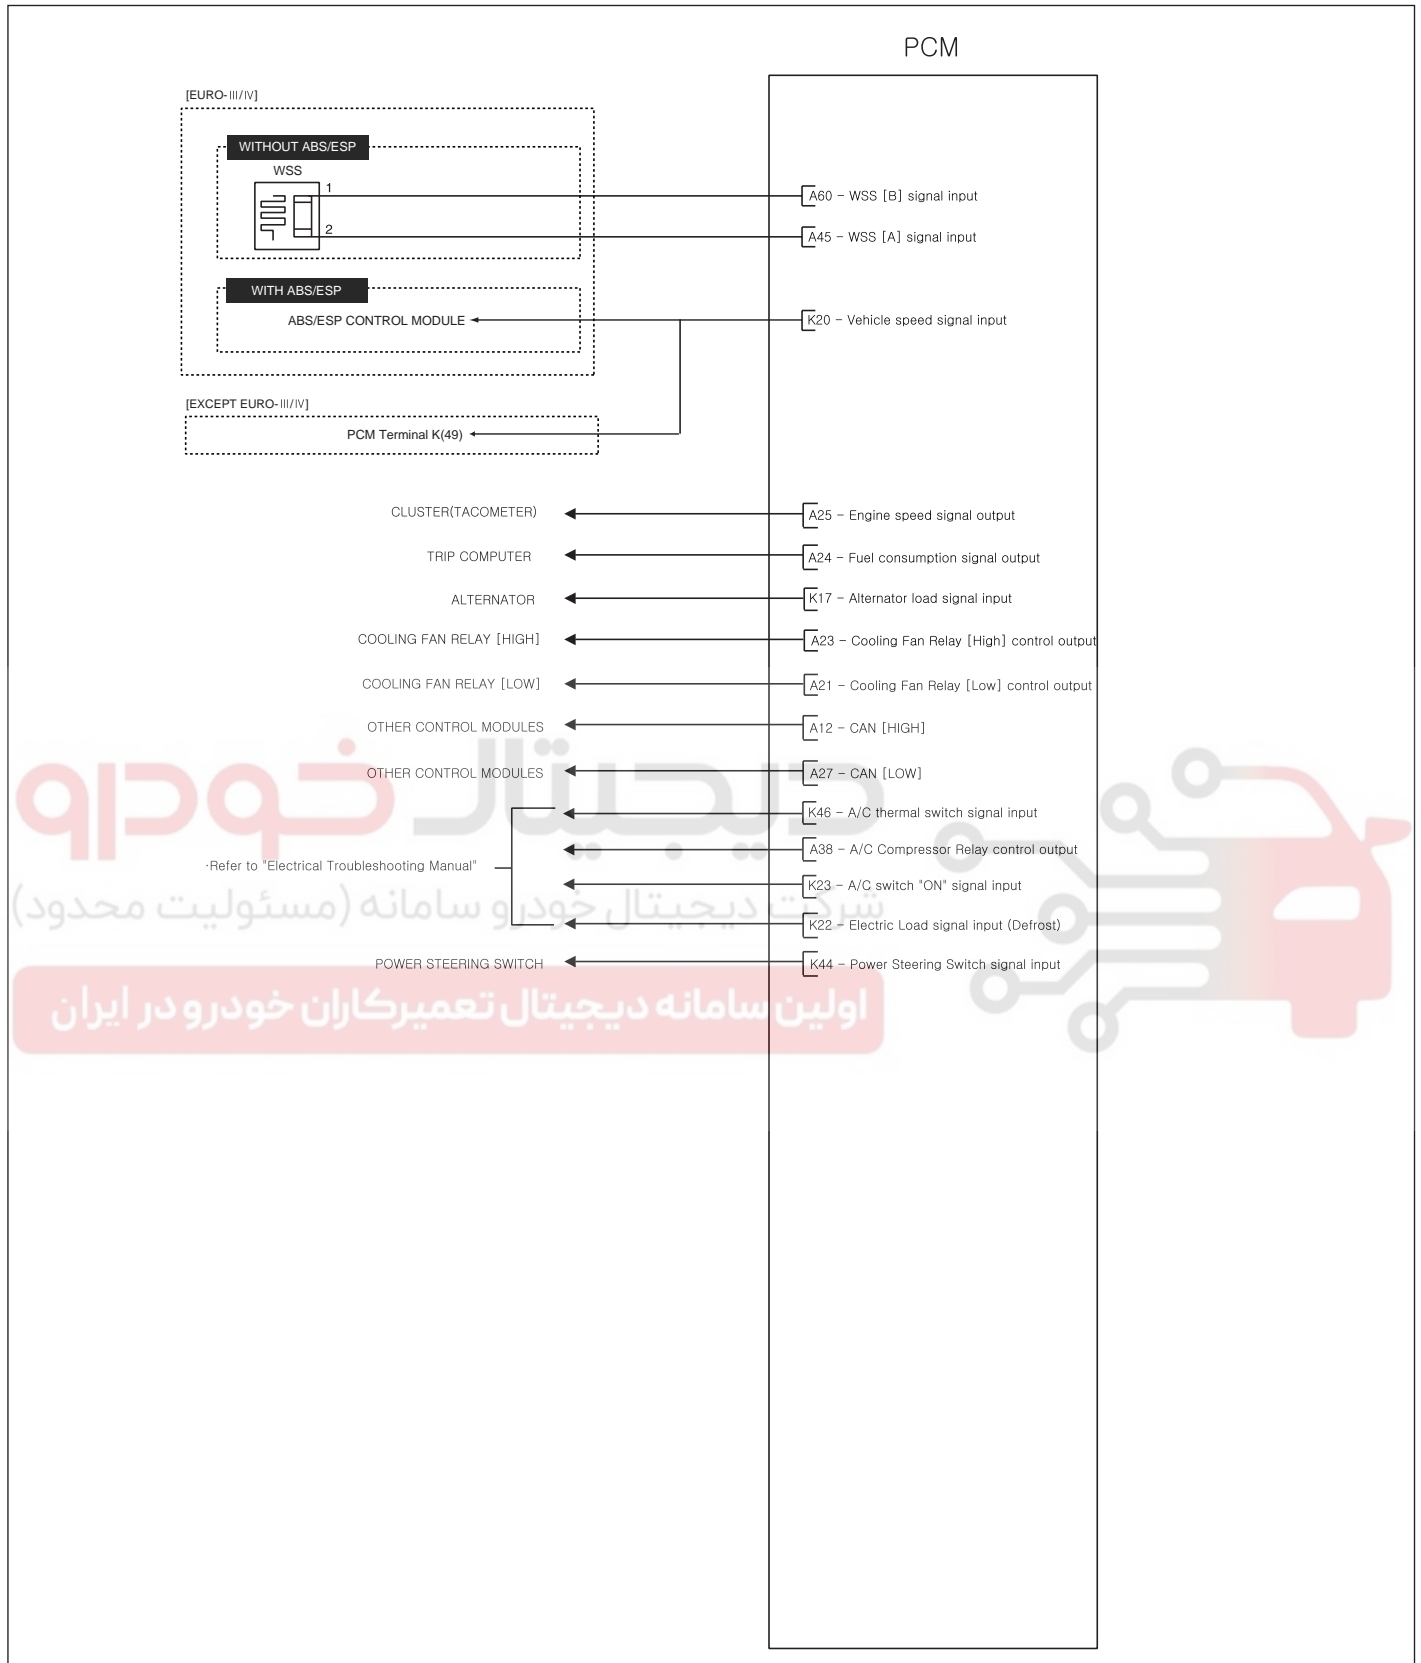 PCM
[EURO-III/IV]
WITHOUT ABS/ESP
WSS
1
A60 - WSS [B] signal input
2
A45 - WSS [A] signal input
WITH ABS/ESP
ABS/ESP CONTROL MODULE
K20 - Vehicle speed signal input
[EXCEPT EURO-III/IV]
PCM Terminal K(49)
CLUSTER(TACOMETER)
A25 - Engine speed signal output
TRIP COMPUTER
A24 - Fuel consumption signal output
ALTERNATOR
K17 - Alternator load signal input
COOLING FAN RELAY [HIGH]
A23 - Cooling Fan Relay [High] control output
COOLING FAN RELAY [LOW]
A21 - Cooling Fan Relay [Low] control output
OTHER CONTROL MODULES
A12 - CAN [HIGH]
OTHER CONTROL MODULES
A27 - CAN [LOW]
K46 - A/C thermal switch signal input
A38 - A/C Compressor Relay control output
·Refer to "Electrical Troubleshooting Manual"
K23 - A/C switch "ON" signal input
K22 - Electric Load signal input (Defrost)
POWER STEERING SWITCH
K44 - Power Steering Switch signal input
دیجیتال خودرو
شرکت دیجیتال خودرو سامانه (مسئولیت محدود)
اولین سامانه دیجیتال تعمیرکاران خودرو در ایران